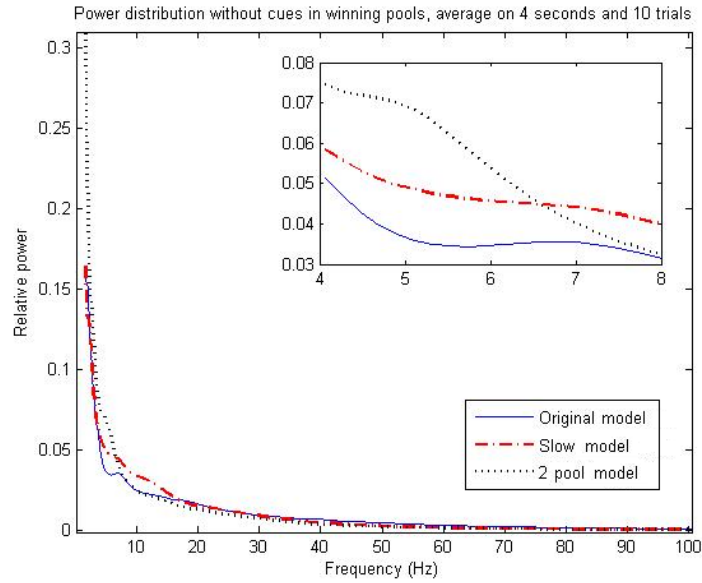 Power distribution without cues in winning pools, average on 4 seconds and 10 trials
0.3
0.25
0.2
0.15
0.1
0.05
0
Relative power
0.08
0.07
0.06
0.05
0.04
0.03
4 5 6 7 8
Original model
Slow model
2 pool model
10 20 30 40 50 60 70 80 90 100
Frequency (Hz)